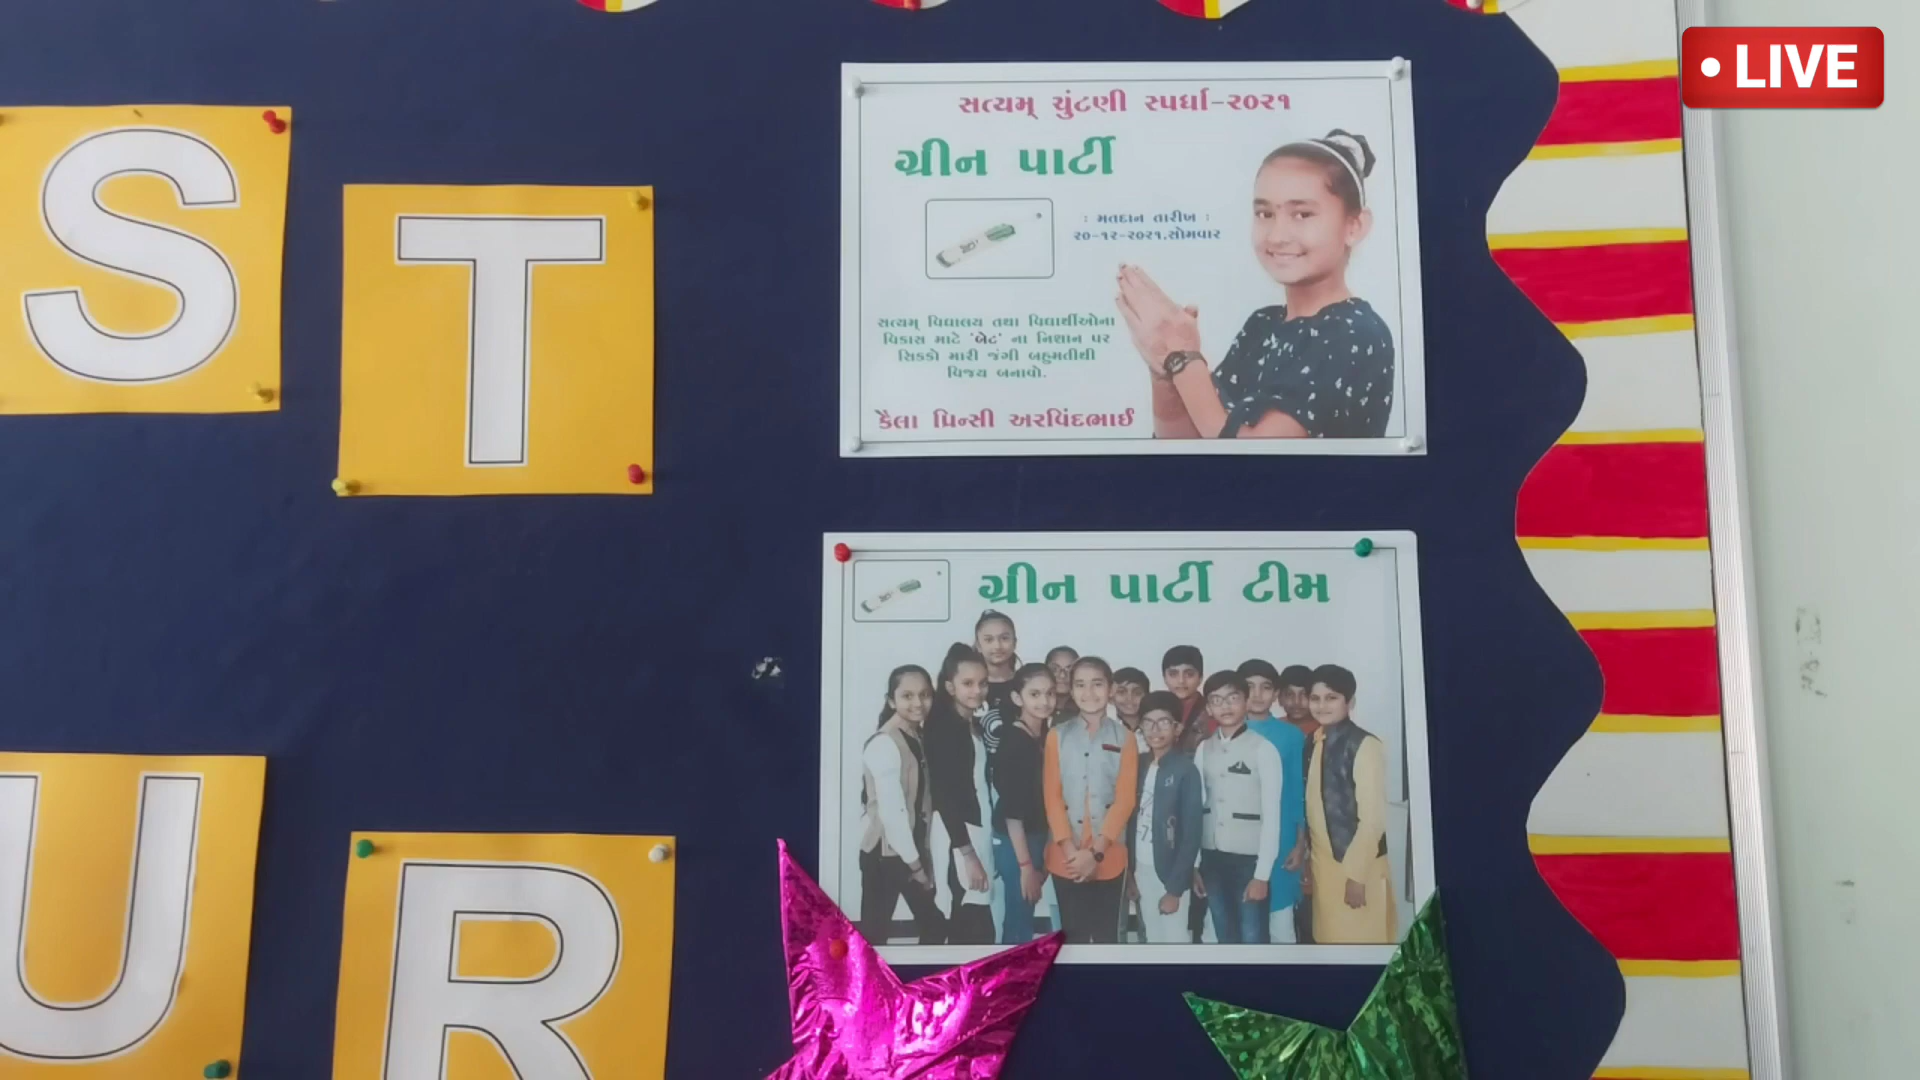 LIVE
S T
U R
સત્યમ્ ચુંટણી સ્પર્ધા-૨૦૨૧
ગ્રીન પાર્ટી
: મતદાન તારીખ :
૨૦-૧૨-૨૦૨૧.સોમવાર
સત્યમ્ વિદ્યાલય તથા વિદ્યાર્થીઓના
વિકાસ માટે 'બેટ' ના નિશાન પર
સિક્કો મારી જંગી બહુમતીથી
વિજય બનાવો.
કૈલા પ્રિન્સી અરવિંદભાઈ
ગ્રીન પાર્ટી ટીમ